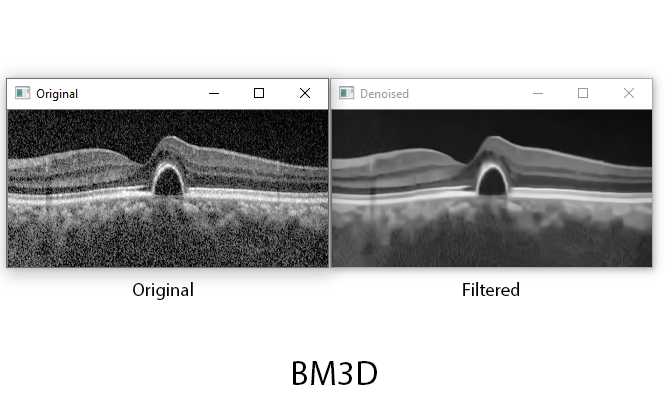 Original
Denoised
Original
Filtered
BM3D